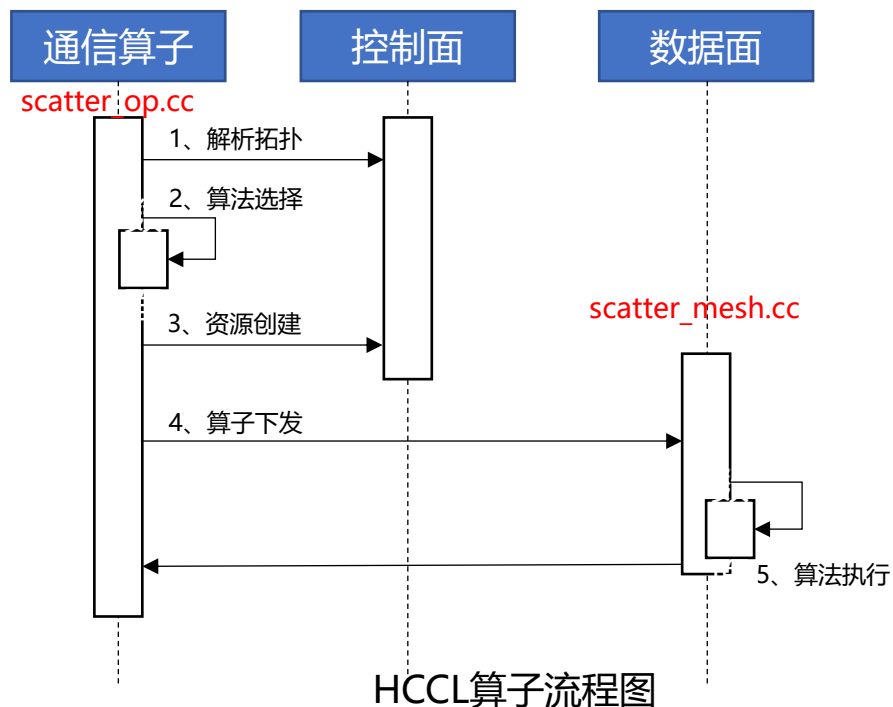 通信算子
控制面
数据面
scatter_op.cc
1、解析拓扑
2、算法选择
scatter_mesh.cc
3、资源创建
4、算子下发
5、算法执行
HCCL算子流程图